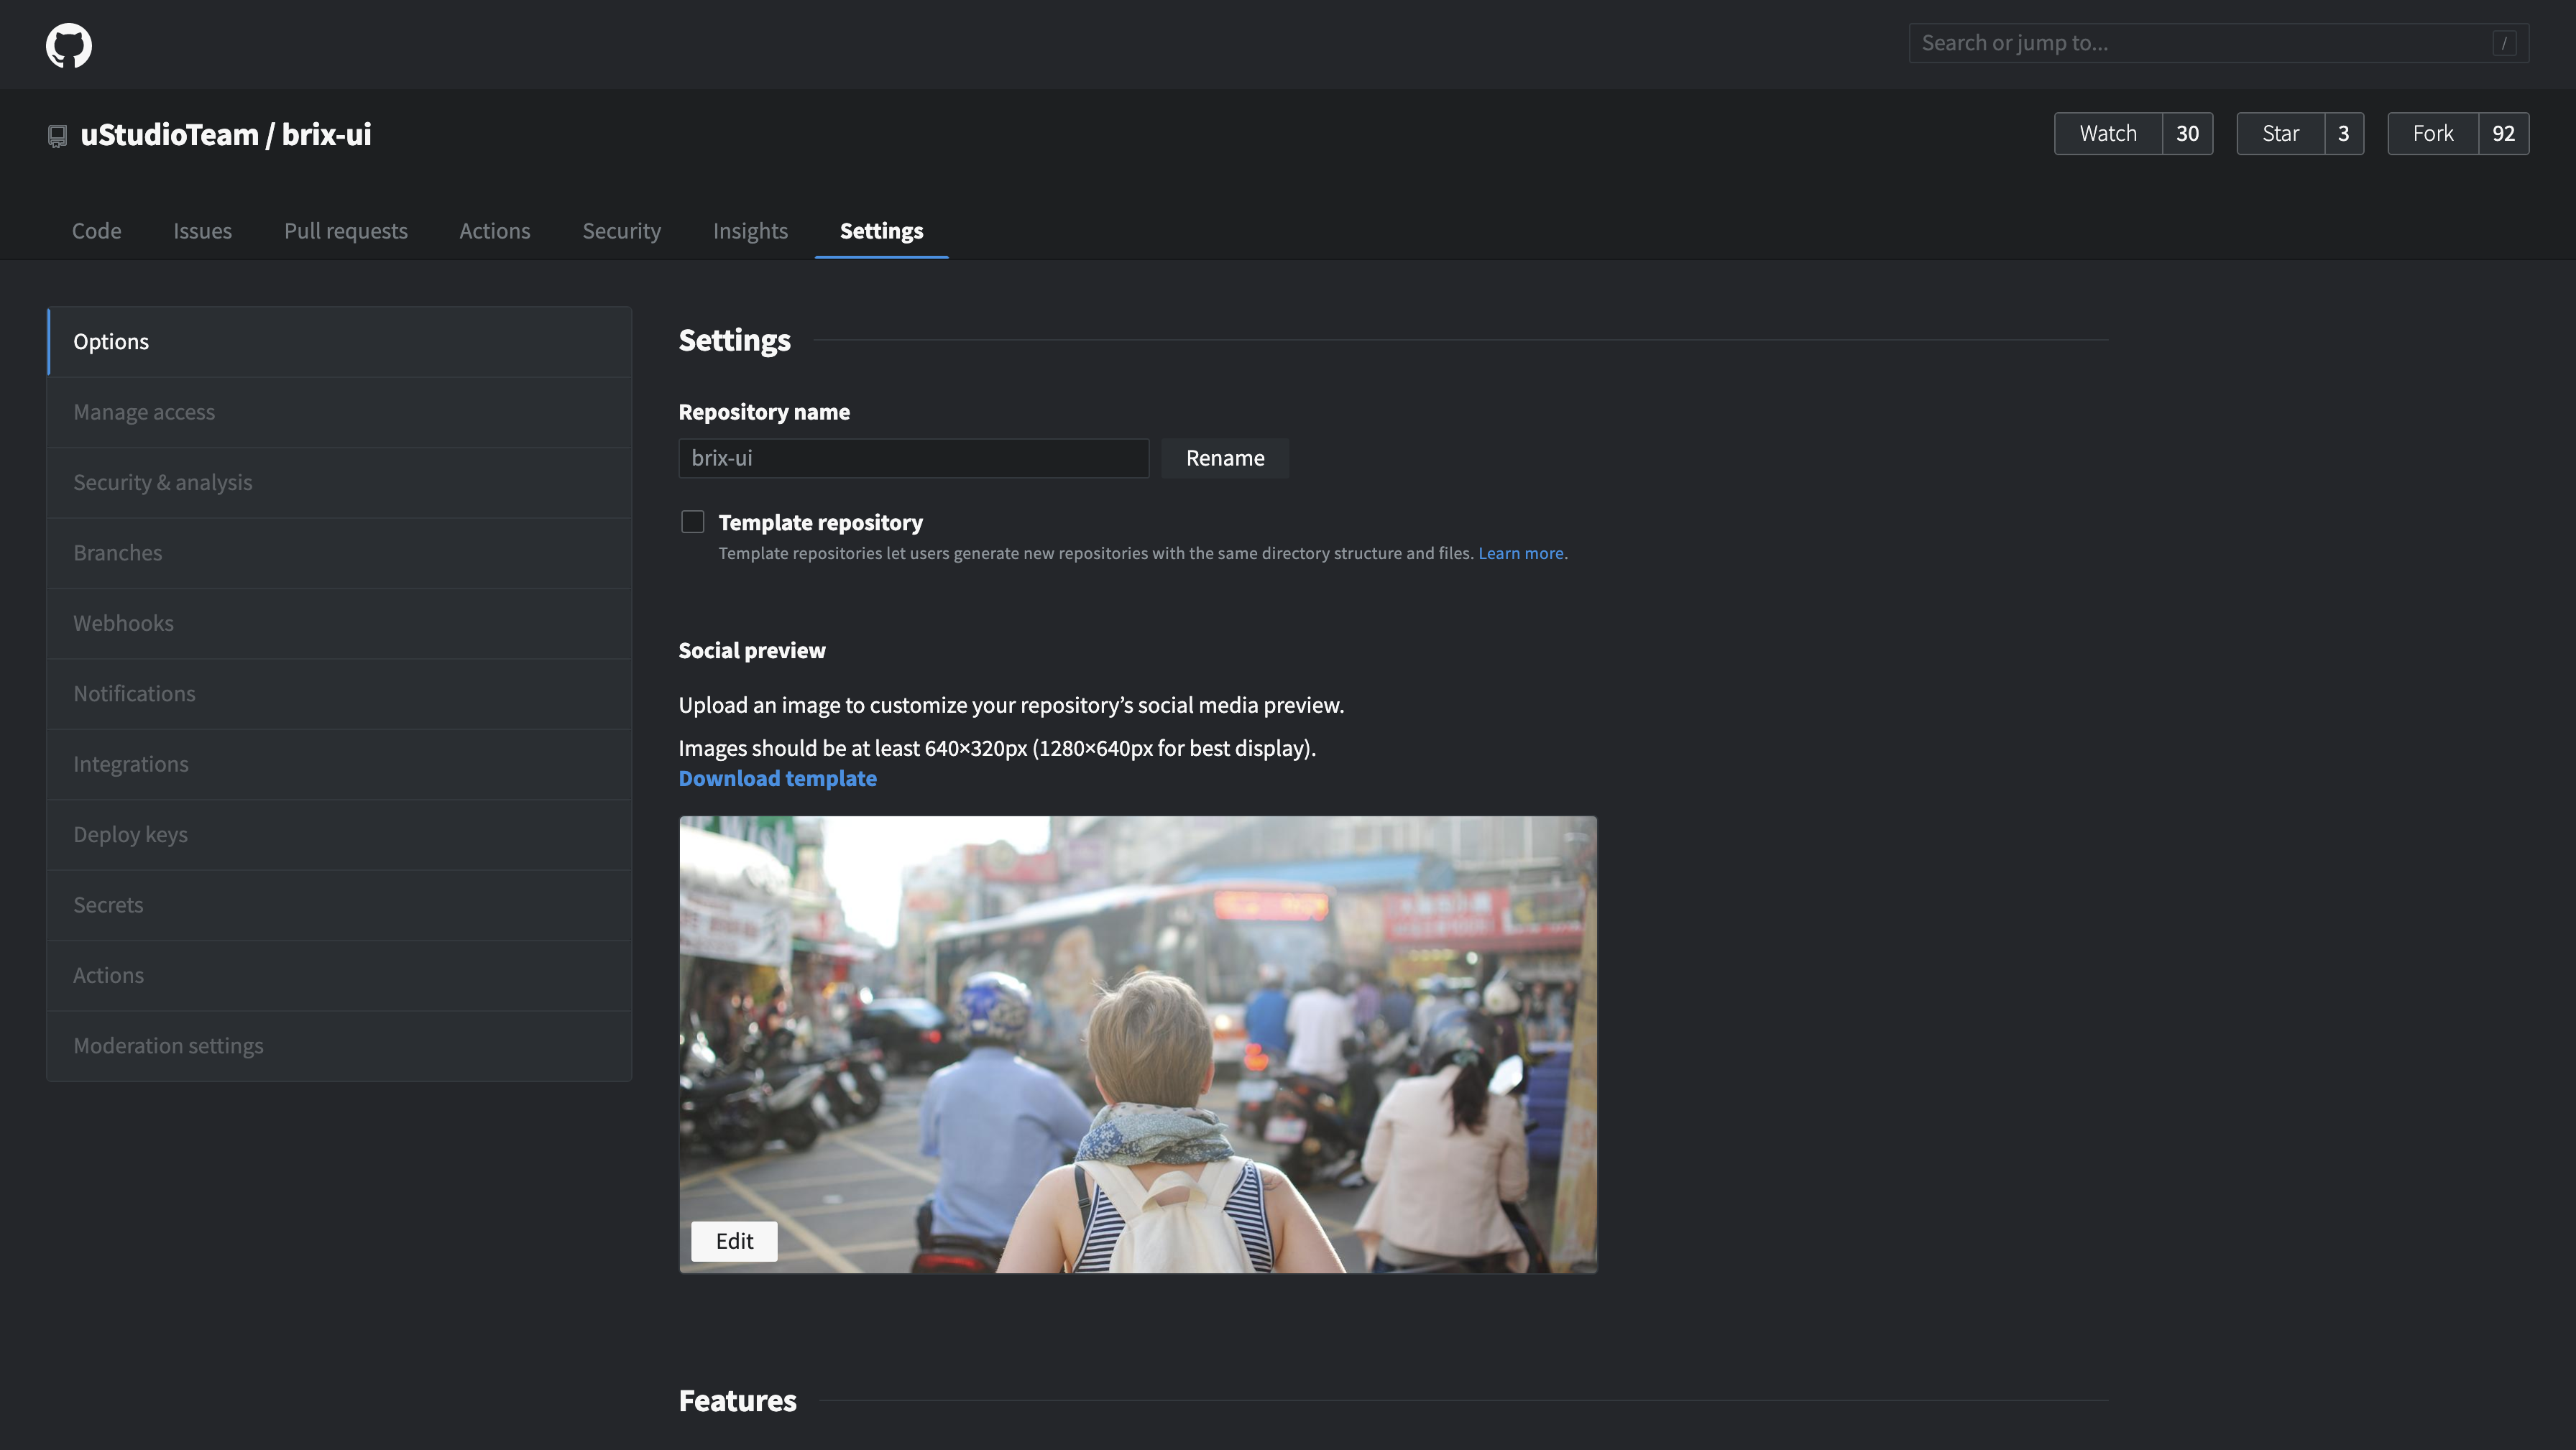 Search or jump to...
/
uStudioTeam / brix-ui
Watch 30
Star 3
Fork 92
Code Issues Pull requests Actions Security Insights Settings
Options
Manage access
Security & analysis
Branches
Webhooks
Notifications
Integrations
Deploy keys
Secrets
Actions
Moderation settings
Settings
Repository name
brix-ui
Rename
Template repository
Template repositories let users generate new repositories with the same directory structure and files. Learn more.
Social preview
Upload an image to customize your repository’s social media preview.
Images should be at least 640×320px (1280×640px for best display).
Download template
Edit
Features